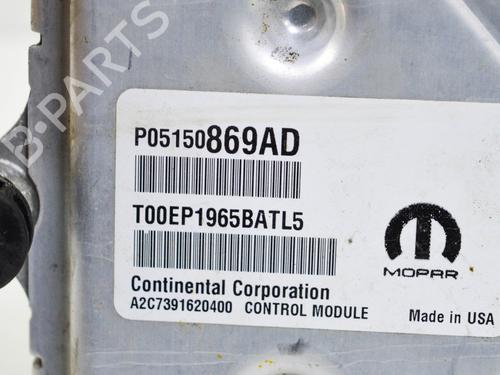 B-PARTS
P05150869AD
T00EP1965BATL5
MOPAR
Continental Corporation
A2C7391620400 CONTROL MODULE Made in USA